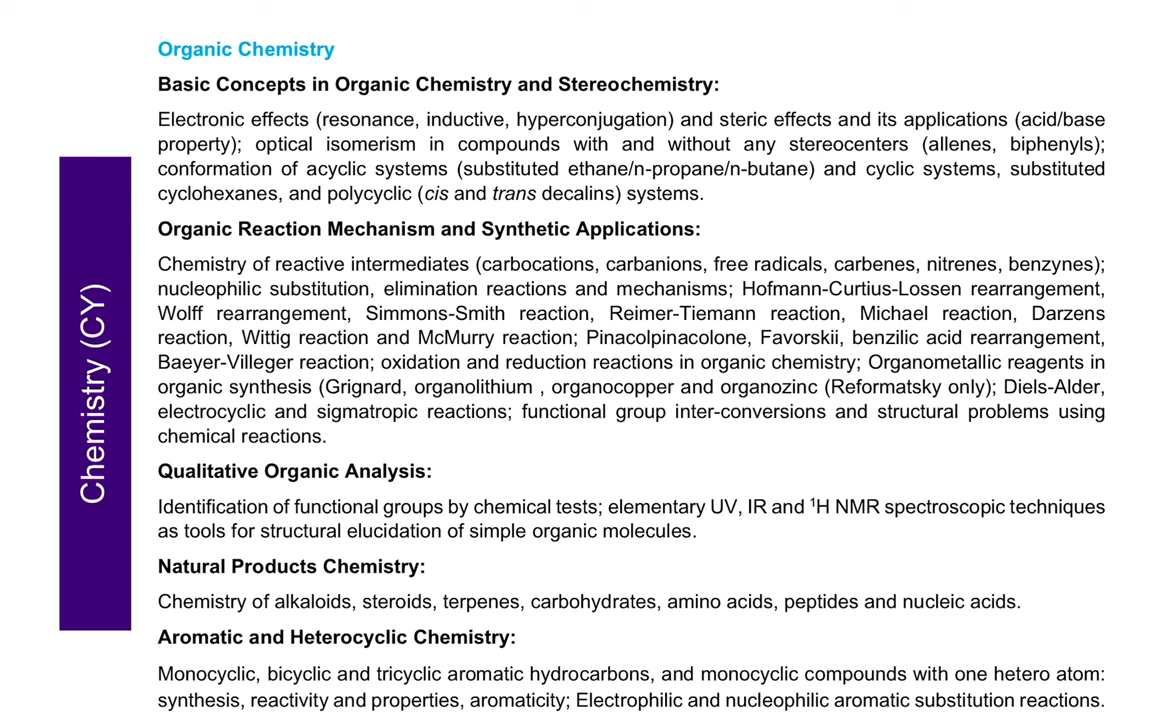 Organic Chemistry
Basic Concepts in Organic Chemistry and Stereochemistry:
Electronic effects (resonance, inductive, hyperconjugation) and steric effects and its applications (acid/base
property); optical isomerism in compounds with and without any stereocenters (allenes, biphenyls);
conformation of acyclic systems (substituted ethane/n-propane/n-butane) and cyclic systems, substituted
cyclohexanes, and polycyclic (cis and trans decalins) systems.
Organic Reaction Mechanism and Synthetic Applications:
Chemistry of reactive intermediates (carbocations, carbanions, free radicals, carbenes, nitrenes, benzynes);
nucleophilic substitution, elimination reactions and mechanisms; Hofmann-Curtius-Lossen rearrangement,
Wolff rearrangement, Simmons-Smith reaction, Reimer-Tiemann reaction, Michael reaction, Darzens
reaction, Wittig reaction and McMurry reaction; Pinacolpinacolone, Favorskii, benzilic acid rearrangement,
Baeyer-Villeger reaction; oxidation and reduction reactions in organic chemistry; Organometallic reagents in
organic synthesis (Grignard, organolithium , organocopper and organozinc (Reformatsky only); Diels-Alder,
electrocyclic and sigmatropic reactions; functional group inter-conversions and structural problems using
chemical reactions.
Qualitative Organic Analysis:
Identification of functional groups by chemical tests; elementary UV, IR and ¹H NMR spectroscopic techniques
as tools for structural elucidation of simple organic molecules.
Natural Products Chemistry:
Chemistry of alkaloids, steroids, terpenes, carbohydrates, amino acids, peptides and nucleic acids.
Aromatic and Heterocyclic Chemistry:
Monocyclic, bicyclic and tricyclic aromatic hydrocarbons, and monocyclic compounds with one hetero atom:
synthesis, reactivity and properties, aromaticity; Electrophilic and nucleophilic aromatic substitution reactions.
Chemistry (CY)